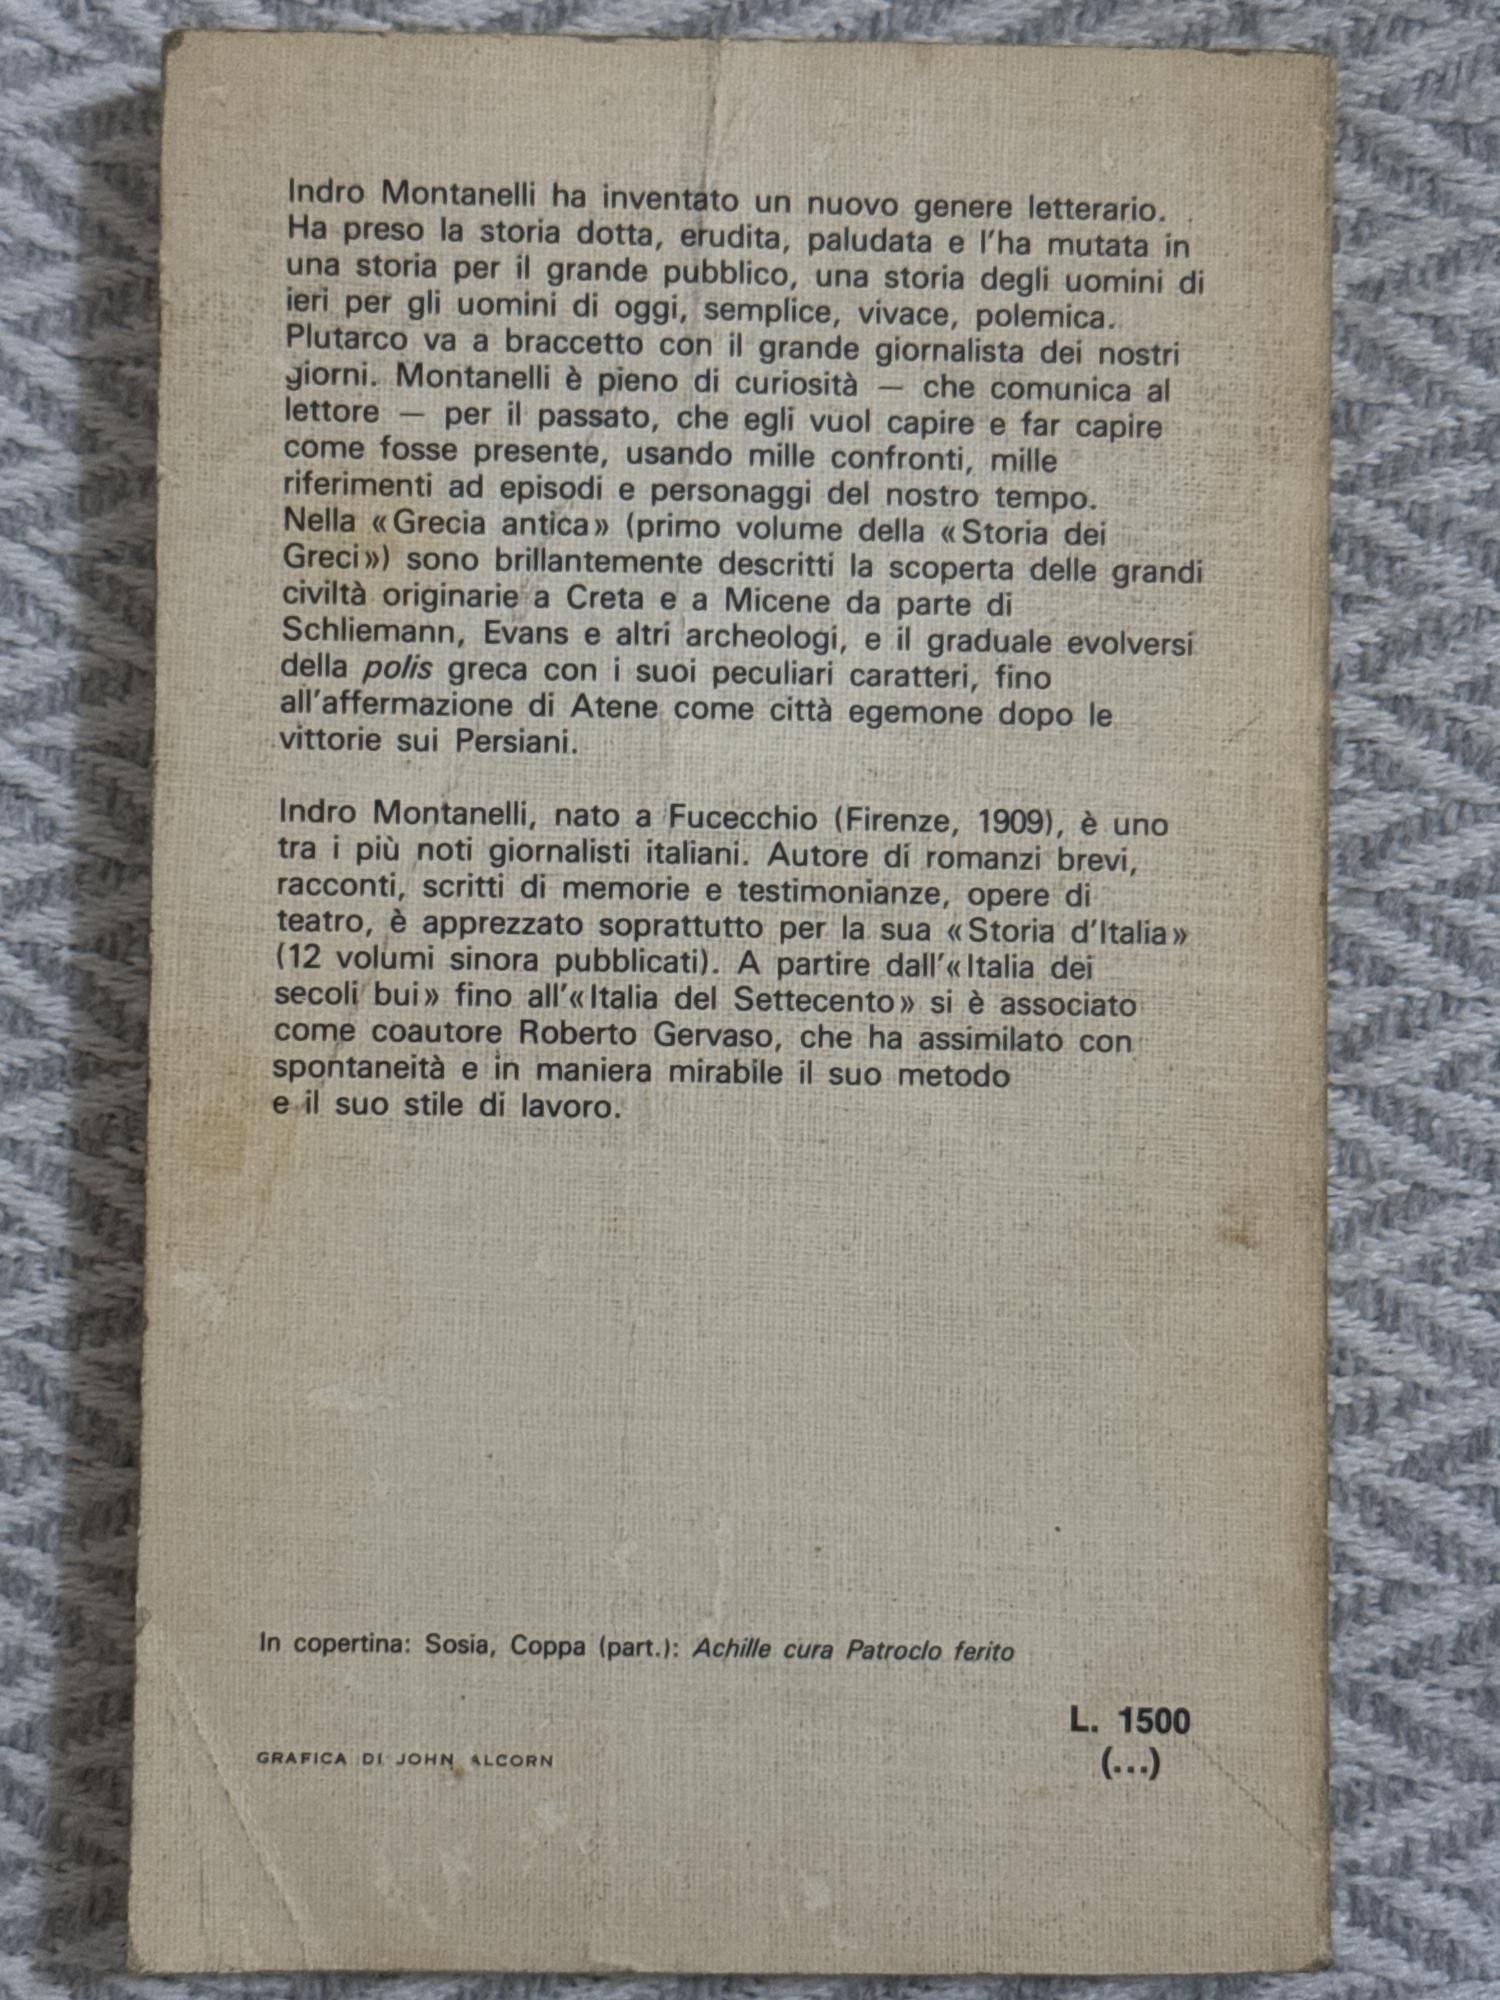 Indro Montanelli ha inventato un nuovo genere letterario.
Ha preso la storia dotta, erudita, paludata e l'ha mutata in
una storia per il grande pubblico, una storia degli uomini di
ieri per gli uomini di oggi, semplice, vivace, polemica.
Plutarco va a braccetto con il grande giornalista dei nostri
giorni. Montanelli è pieno di curiosità — che comunica al
lettore — per il passato, che egli vuol capire e far capire
come fosse presente, usando mille confronti, mille
riferimenti ad episodi e personaggi del nostro tempo.
Nella «Grecia antica» (primo volume della «Storia dei
Greci») sono brillantemente descritti la scoperta delle grandi
civiltà originarie a Creta e a Micene da parte di
Schliemann, Evans e altri archeologi, e il graduale evolversi
della polis greca con i suoi peculiari caratteri, fino
all'affermazione di Atene come città egemone dopo le
vittorie sui Persiani.
Indro Montanelli, nato a Fucecchio (Firenze, 1909), è uno
tra i più noti giornalisti italiani. Autore di romanzi brevi,
racconti, scritti di memorie e testimonianze, opere di
teatro, è apprezzato soprattutto per la sua «Storia d'Italia»
(12 volumi sinora pubblicati). A partire dall'«Italia dei
secoli bui» fino all'«Italia del Settecento» si è associato
come coautore Roberto Gervaso, che ha assimilato con
spontaneità e in maniera mirabile il suo metodo
e il suo stile di lavoro.
In copertina: Sosia, Coppa (part.): Achille cura Patroclo ferito
L. 1500
(...)
GRAFICA DI JOHN ALCORN